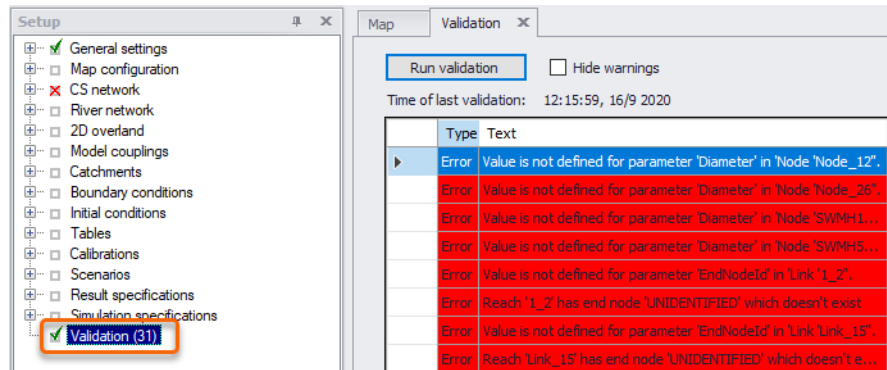 Setup
General settings
Map configuration
CS network
River network
2D overland
Model couplings
Catchments
Boundary conditions
Initial conditions
Tables
Calibrations
Scenarios
Result specifications
Simulation specifications
Validation (31)
Map
Validation
Run validation
Hide warnings
Time of last validation: 12:15:59, 16/9 2020
Type Text
Error Value is not defined for parameter 'Diameter' in 'Node 'Node_12''.
Error Value is not defined for parameter 'Diameter' in 'Node 'Node_26''.
Error Value is not defined for parameter 'Diameter' in 'Node 'SWMH1...
Error Value is not defined for parameter 'Diameter' in 'Node 'SWMH5...
Error Value is not defined for parameter 'EndNodeId' in 'Link '1_2''.
Error Reach '1_2' has end node 'UNIDENTIFIED' which doesn't exist
Error Value is not defined for parameter 'EndNodeId' in 'Link 'Link_15''.
Error Reach 'Link_15' has end node 'UNIDENTIFIED' which doesn't e...